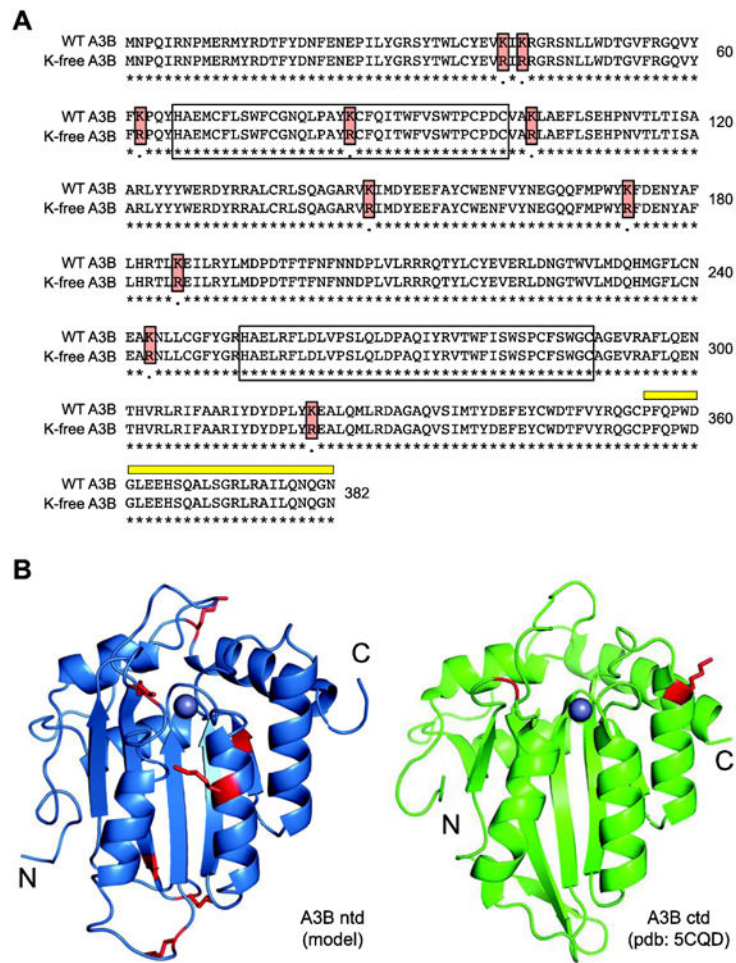 A
WT A3B MNPQIRNPMERMYRDTFYDNFENEPILYGRSYTWLCYEVKIKRGRSNLLWDTGVFRGQVY 60
K-free A3B MNPQIRNPMERMYRDTFYDNFENEPILYGRSYTWLCYEVRIRRGRSNLLWDTGVFRGQVY
***************************************.*.******************
WT A3B FKPQYHAEMCFLSWFCGNQLPAYKCFQITWFVSWTPCPDCVAKLAEFLSEHPNVTLTISA 120
K-free A3B FRPQYHAEMCFLSWFCGNQLPAYRCFQITWFVSWTPCPDCVARLAEFLSEHPNVTLTISA
*.*********************.******************.*****************
WT A3B ARLYYYWERDYRRALCRLSQAGARVKIMDYEEFAYCWENFVYNEGQQFMPWYKFDENYAF 180
K-free A3B ARLYYYWERDYRRALCRLSQAGARVRIMDYEEFAYCWENFVYNEGQQFMPWYRFDENYAF
*************************.**************************.*******
WT A3B LHRTLKEILRYLMDPDTFTFNFNNDPLVLRRRQTYLCYEVERLDNGTWVLMDQHMGFLCN 240
K-free A3B LHRTLREILRYLMDPDTFTFNFNNDPLVLRRRQTYLCYEVERLDNGTWVLMDQHMGFLCN
*****.******************************************************
WT A3B EAKNLLCGFYGRHAELRFLDLVPSLQLDPAQIYRVTWFISWSPCFSWGCAGEVRAFLQEN 300
K-free A3B EARNLLCGFYGRHAELRFLDLVPSLQLDPAQIYRVTWFISWSPCFSWGCAGEVRAFLQEN
**.*********************************************************
WT A3B THVRLRIFAARIYDYDPLYKEALQMLRDAGAQVSIMTYDEFEYCWDTFVYRQGCPFQPWD 360
K-free A3B THVRLRIFAARIYDYDPLYREALQMLRDAGAQVSIMTYDEFEYCWDTFVYRQGCPFQPWD
*******************.****************************************
WT A3B GLEEHSQALSGRLRAILQNQGN 382
K-free A3B GLEEHSQALSGRLRAILQNQGN
**********************
B
C
N
A3B ntd
(model)
C
N
A3B ctd
(pdb: 5CQD)